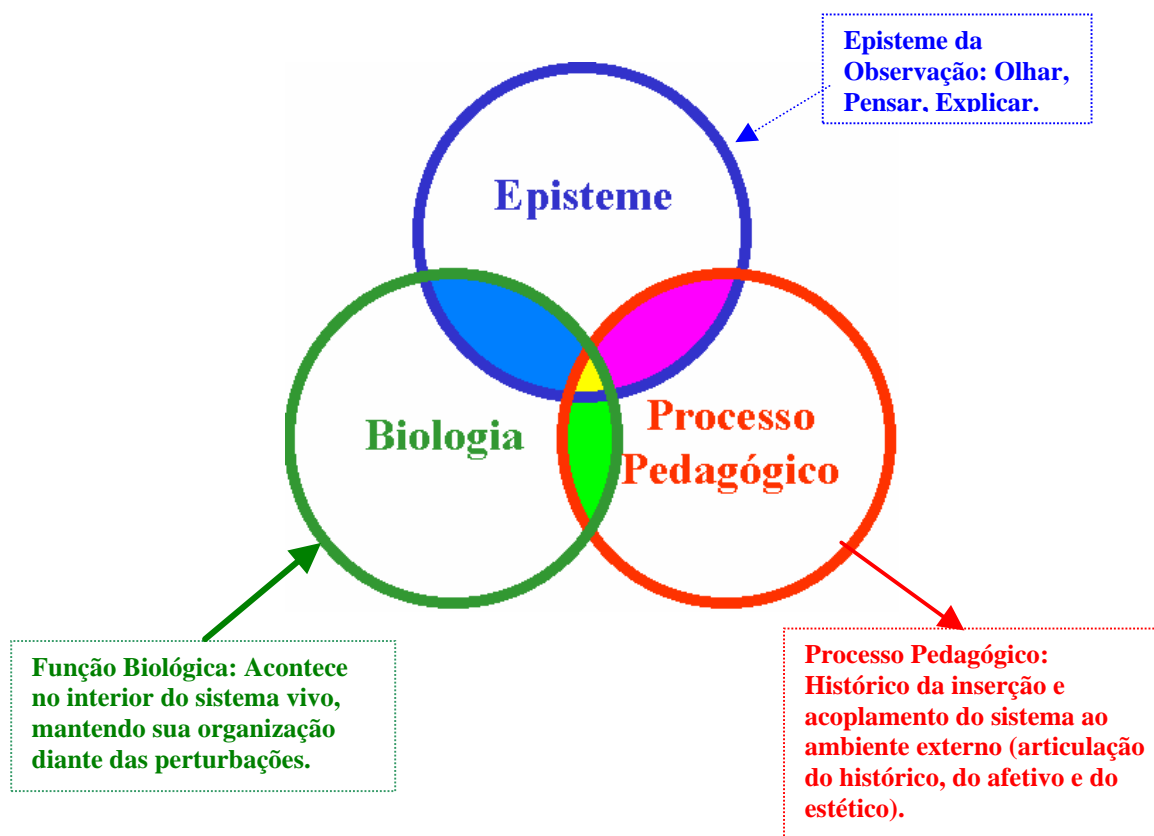 Episteme da
Observação: Olhar,
Pensar, Explicar.
Episteme
Biologia
Processo
Pedagógico
Função Biológica: Acontece
no interior do sistema vivo,
mantendo sua organização
diante das perturbações.
Processo Pedagógico:
Histórico da inserção e
acoplamento do sistema ao
ambiente externo (articulação
do histórico, do afetivo e do
estético).